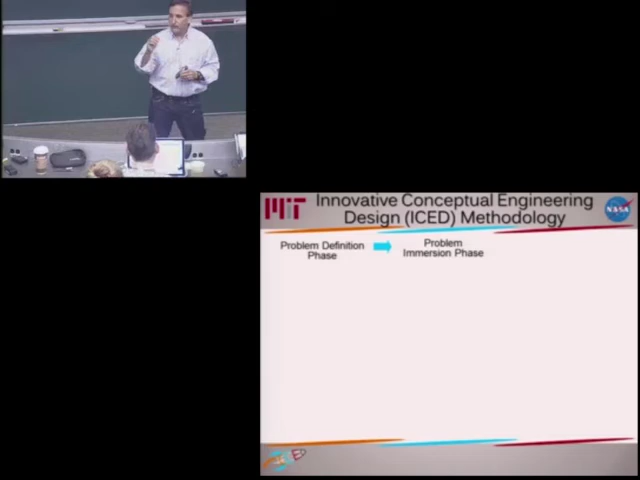 MIT
Innovative Conceptual Engineering
Design (ICED) Methodology
NASA
Problem Definition
Phase
Problem
Immersion Phase